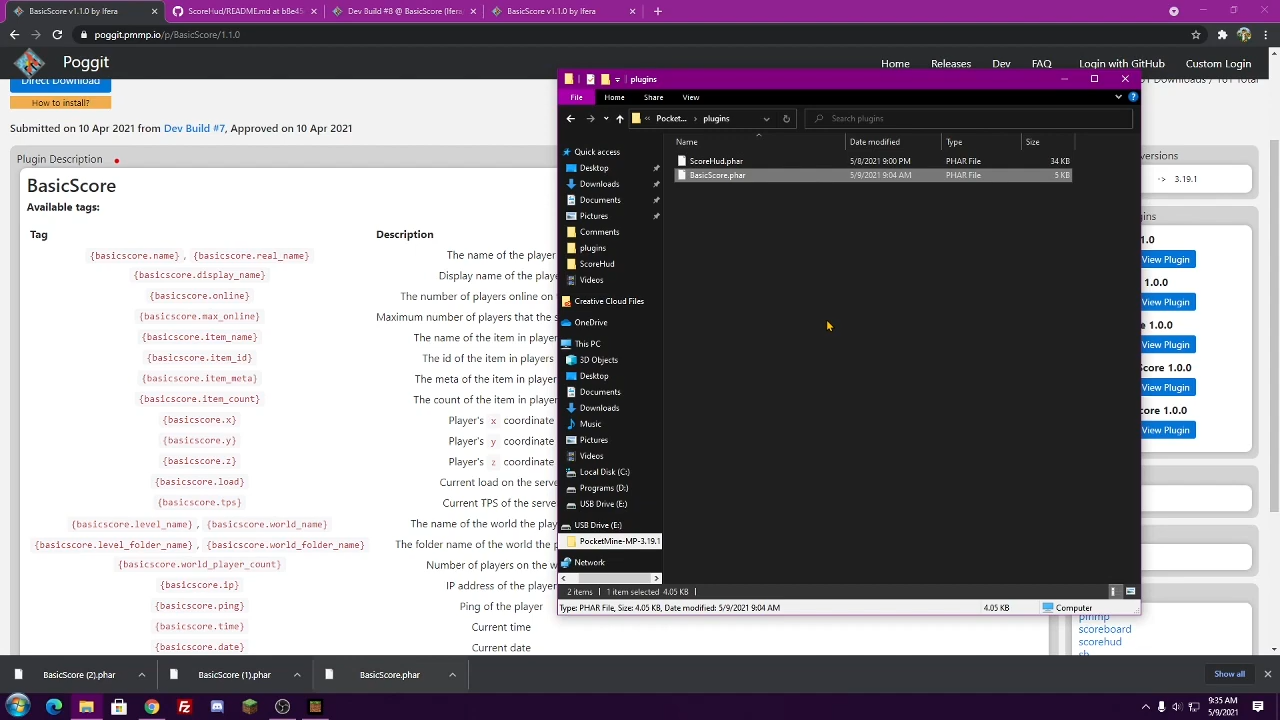 BasicScore v1.1.0 by Ifera
ScoreHud/README.md at b8e45
Dev Build #8 @ BasicScore (Ifera
BasicScore v1.1.0 by Ifera
poggit.pmmp.io/p/BasicScore/1.1.0
Poggit
Home
Releases
Dev
FAQ
Login with GitHub
Custom Login
Direct Download
How to install?
Submitted on 10 Apr 2021 from Dev Build #7, Approved on 10 Apr 2021
Plugin Description
BasicScore
Available tags:
Tag Description
{basicscore.name}, {basicscore.real_name} The name of the player
{basicscore.display_name} Display name of the player
{basicscore.online} The number of players online on
{basicscore.max_online} Maximum number of players that the s
{basicscore.item_name} The name of the item in player
{basicscore.item_id} The id of the item in players
{basicscore.item_meta} The meta of the item in player
{basicscore.item_count} The count of the item in player
{basicscore.x} Player's x coordinate
{basicscore.y} Player's y coordinate
{basicscore.z} Player's z coordinate
{basicscore.load} Current load on the serve
{basicscore.tps} Current TPS of the serve
{basicscore.level_name}, {basicscore.world_name} The name of the world the play
{basicscore.level_folder_name}, {basicscore.world_folder_name} The folder name of the world the p
{basicscore.world_player_count} Number of players on the w
{basicscore.ip} IP address of the player
{basicscore.ping} Ping of the player
{basicscore.time} Current time
{basicscore.date} Current date
plugins
File Home Share View
Pocket... plugins
Search plugins
Name Date modified Type Size
ScoreHud.phar 5/8/2021 9:00 PM PHAR File 34 KB
BasicScore.phar 5/9/2021 9:04 AM PHAR File 5 KB
Quick access
Desktop
Downloads
Documents
Pictures
Comments
plugins
ScoreHud
Videos
Creative Cloud Files
OneDrive
This PC
3D Objects
Desktop
Documents
Downloads
Music
Pictures
Videos
Local Disk (C:)
Programs (D:)
USB Drive (E:)
USB Drive (E:)
PocketMine-MP-3.19.1
Network
2 items 1 item selected 4.05 KB
Type: PHAR File, Size: 4.05 KB, Date modified: 5/9/2021 9:04 AM 4.05 KB Computer
-> 3.19.1
1.0
View Plugin
1.0.0
View Plugin
e 1.0.0
View Plugin
Score 1.0.0
View Plugin
core 1.0.0
View Plugin
pmmp
scoreboard
scorehud
sb
BasicScore (2).phar
BasicScore (1).phar
BasicScore.phar
Show all
9:35 AM
5/9/2021